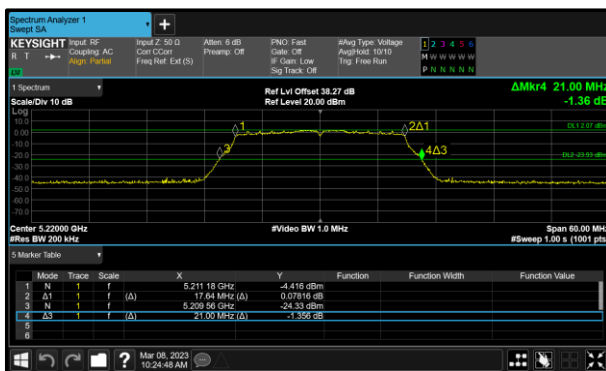 Spectrum Analyzer 1
Swept SA
KEYSIGHT Input: RF Input Z: 50 Ω Atten: 6 dB PNO: Fast #Avg Type: Voltage 1 2 3 4 5 6
R T Coupling: AC Corr CCorr Preamp: Off Gate: Off Avg|Hold: 10/10 M W W W W W
Align: Partial Freq Ref: Ext (S) IF Gain: Low Trig: Free Run P N N N N N
LW Sig Track: Off
1 Spectrum Ref Lvl Offset 38.27 dB ΔMkr4 21.00 MHz
Scale/Div 10 dB Ref Level 20.00 dBm -1.36 dB
Log
10.0 1 2Δ1 DL1 2.07 dBm
0.00
-10.0
-20.0 3 4Δ3 DL2 -23.93 dBm
-30.0
-40.0
-50.0
-60.0
-70.0
Center 5.22000 GHz #Video BW 1.0 MHz Span 60.00 MHz
#Res BW 200 kHz #Sweep 1.00 s (1001 pts)
5 Marker Table
Mode Trace Scale X Y Function Function Width Function Value
1 N 1 f 5.211 18 GHz -4.416 dBm
2 Δ1 1 f (Δ) 17.64 MHz (Δ) 0.07816 dB
3 N 1 f 5.209 56 GHz -24.33 dBm
4 Δ3 1 f (Δ) 21.00 MHz (Δ) -1.356 dB
5
6
? Mar 08, 2023
10:24:48 AM